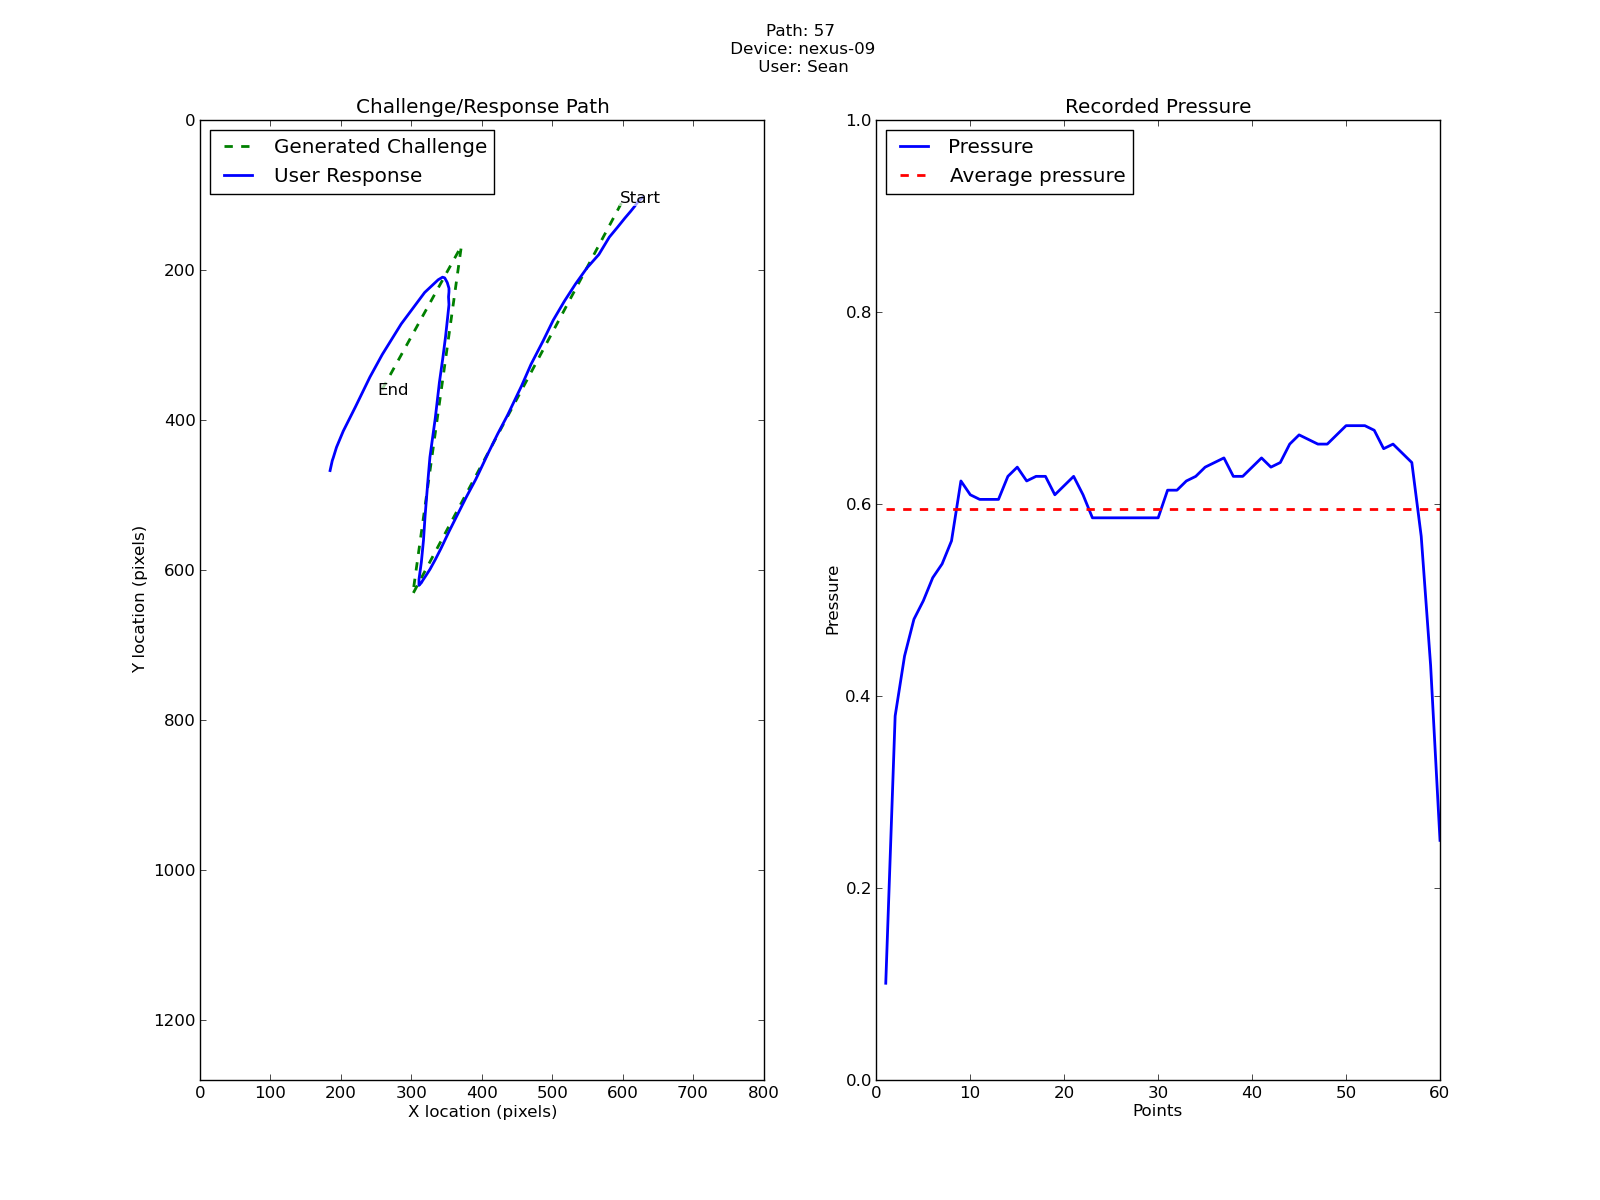 Path: 57
Device: nexus-09
User: Sean
Challenge/Response Path
Generated Challenge
User Response
Start
End
0
200
400
600
800
1000
1200
Y location (pixels)
0 100 200 300 400 500 600 700 800
X location (pixels)
Recorded Pressure
Pressure
Average pressure
1.0
0.8
0.6
0.4
0.2
0.0
Pressure
0 10 20 30 40 50 60
Points